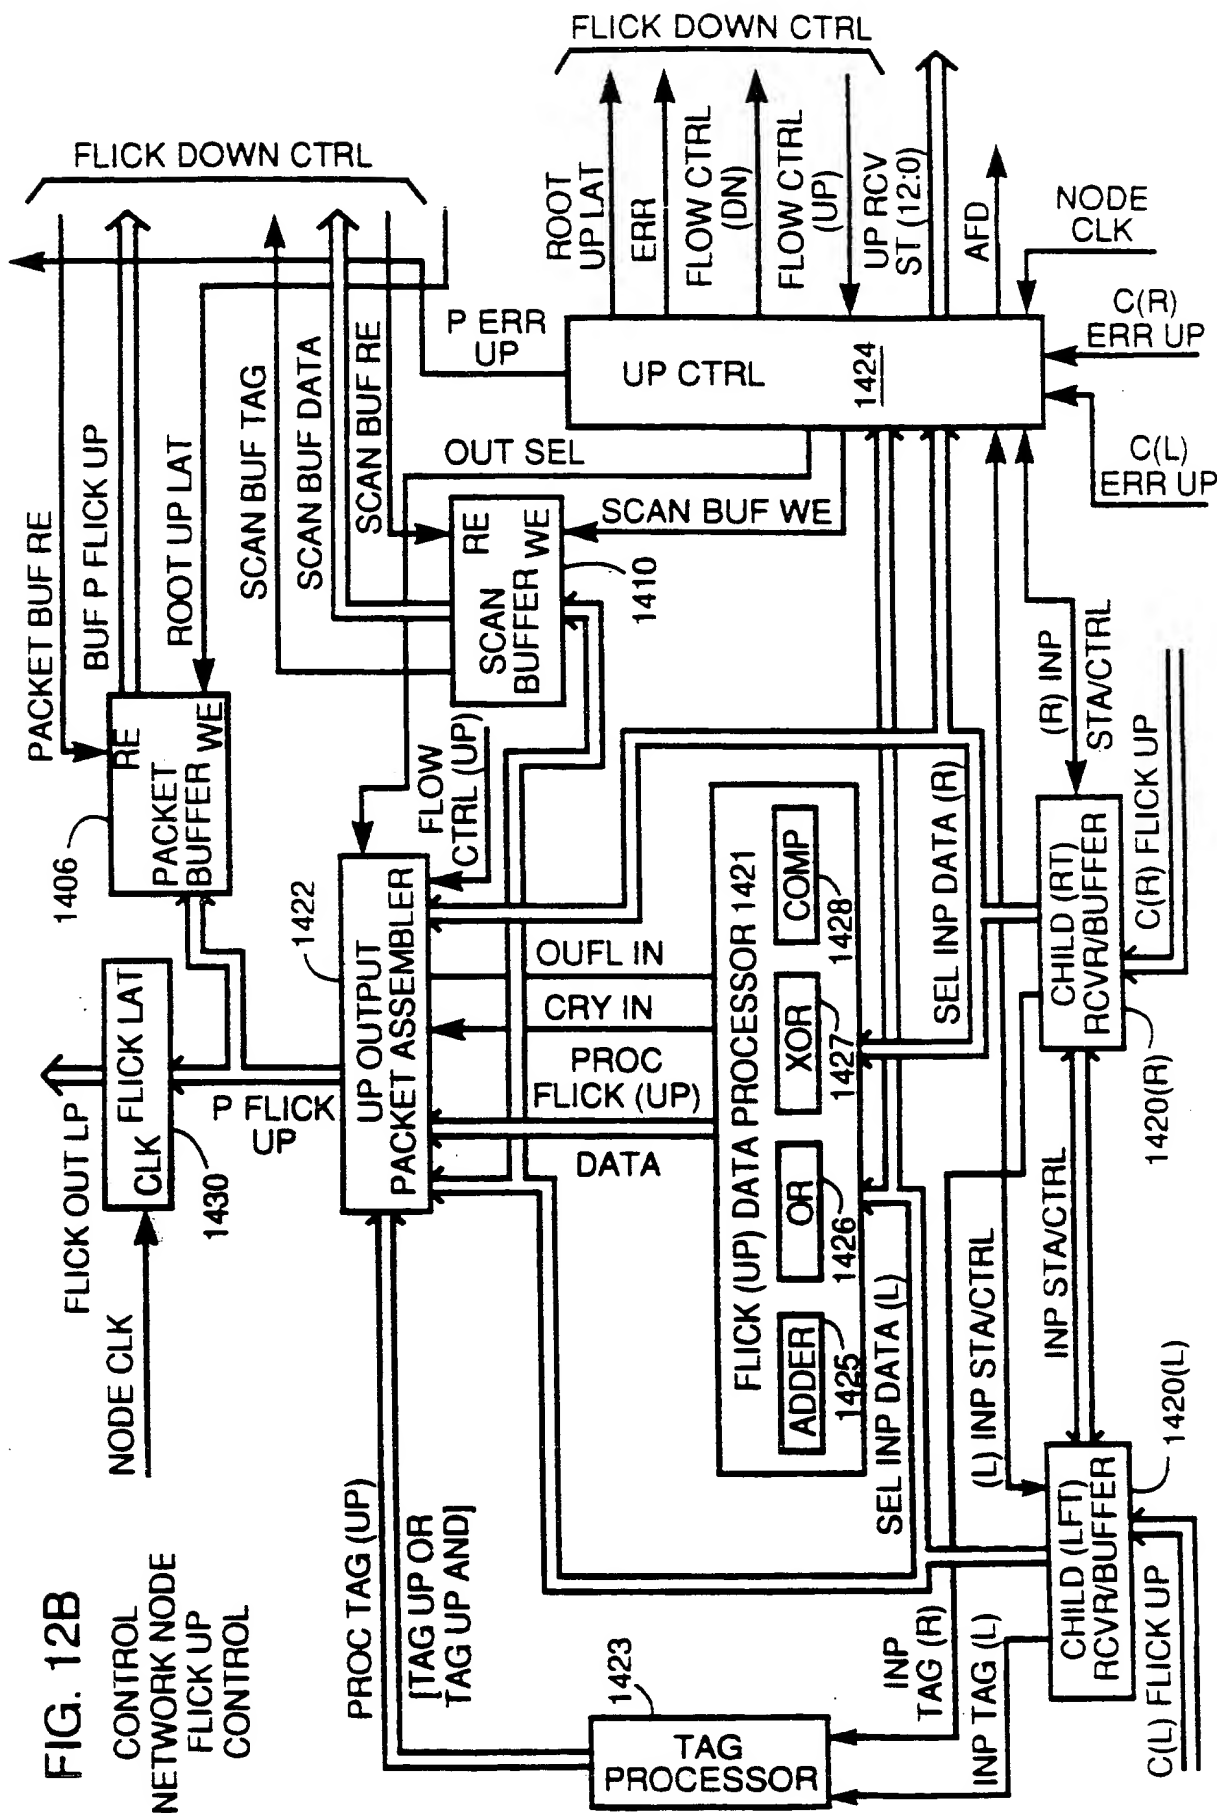 FIG. 12B
CONTROL
NETWORK NODE
FLICK UP
CONTROL
FLICK DOWN CTRL
FLICK DOWN CTRL
ROOT
UP LAT
ERR
FLOW CTRL
(DN)
FLOW CTRL
(UP)
UP RCV
ST (12:0)
AFD
NODE
CLK
C(R)
ERR UP
C(L)
ERR UP
P ERR
UP
UP CTRL
1424
PACKET BUF RE
BUF P FLICK UP
ROOT UP LAT
SCAN BUF TAG
SCAN BUF DATA
SCAN BUF RE
OUT SEL
SCAN BUF WE
RE
WE
SCAN
BUFFER
1410
RE
WE
PACKET
BUFFER
1406
FLOW
CTRL (UP)
FLICK OUT LP
FLICK LAT
CLK
1430
NODE CLK
P FLICK
UP
1422
UP OUTPUT
PACKET ASSEMBLER
OUFL IN
CRY IN
PROC
FLICK (UP)
DATA
FLICK (UP) DATA PROCESSOR 1421
ADDER
1425
OR
1426
XOR
1427
COMP
1428
SEL INP DATA (L)
SEL INP DATA (R)
(R) INP
STA/CTRL
C(R) FLICK UP
CHILD (RT)
RCVR/BUFFER
1420(R)
INP STA/CTRL
(L) INP STA/CTRL
CHILD (LFT)
RCVR/BUFFER
1420(L)
C(L) FLICK UP
PROC TAG (UP)
[TAG UP OR
TAG UP AND]
1423
TAG
PROCESSOR
INP
TAG (R)
INP TAG (L)